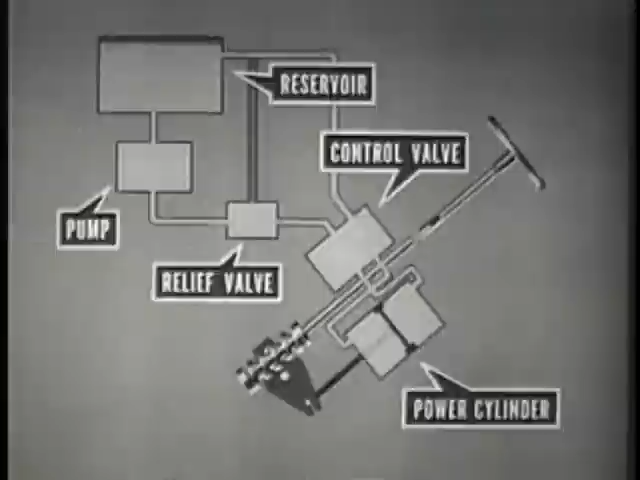 RESERVOIR
CONTROL VALVE
PUMP
RELIEF VALVE
POWER CYLINDER